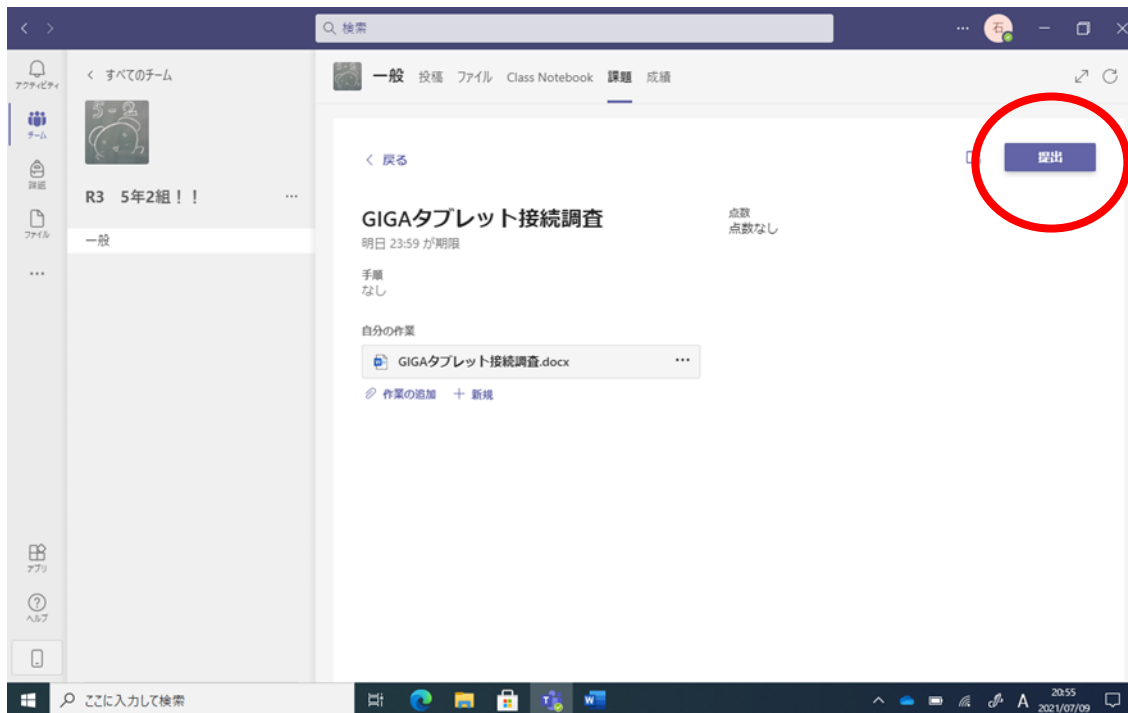 検索
石
アクティビティ
チーム
課題
ファイル
アプリ
ヘルプ
すべてのチーム
5-2
R3 5年2組！！
一般
一般 投稿 ファイル Class Notebook 課題 成績
戻る
提出
GIGAタブレット接続調査
明日 23:59 が期限
点数
点数なし
手順
なし
自分の作業
GIGAタブレット接続調査.docx
作業の追加 新規
ここに入力して検索
A
20:55
2021/07/09